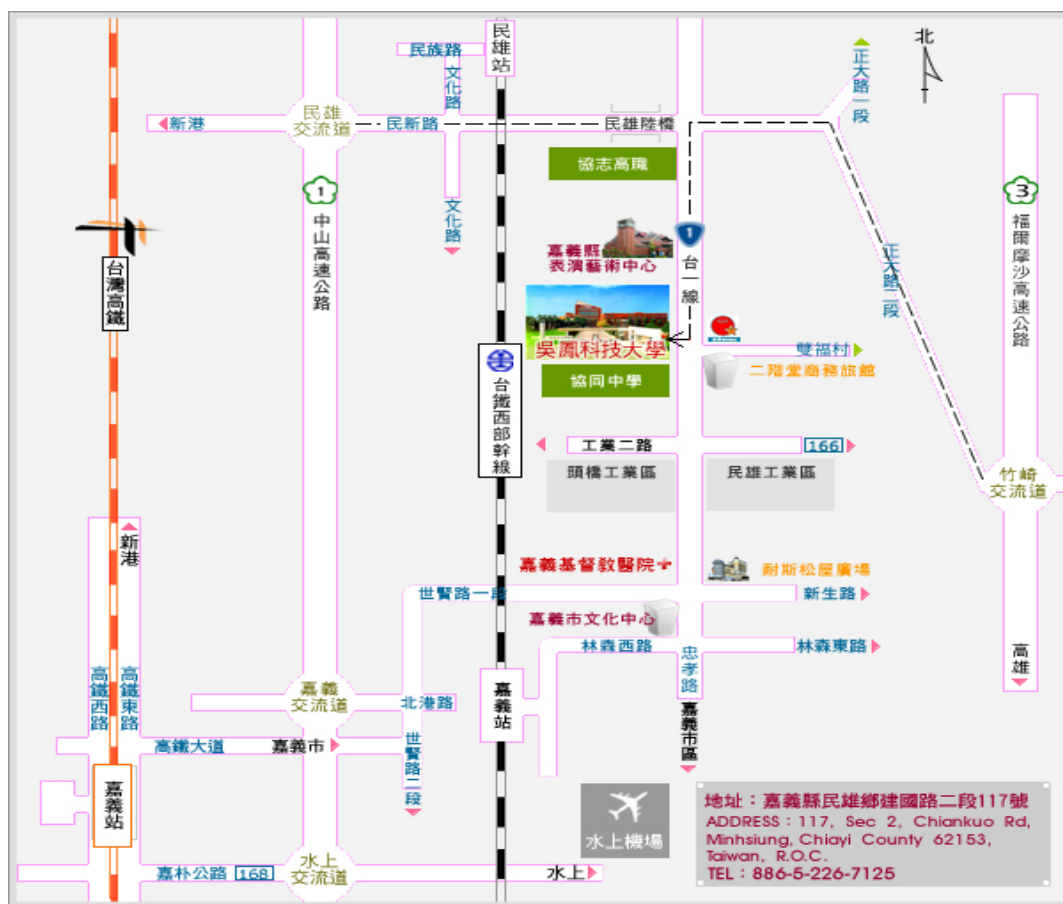 民族路
民雄站
北
文化路
正大路一段
民雄
交流道
新港
民新路
民雄陸橋
協志高職
1
3
中山高速公路
文化路
1
台一線
福爾摩沙高速公路
嘉義縣
表演藝術中心
正大路二段
台灣高鐵
吳鳳科技大學
雙福村
二階堂商務旅館
協同中學
台鐵西部幹線
工業二路
166
頭橋工業區
民雄工業區
竹崎
交流道
新港
嘉義基督教醫院
耐斯松屋廣場
世賢路一段
新生路
嘉義市文化中心
林森西路
忠孝路
林森東路
高雄
高鐵西路
高鐵東路
嘉義
交流道
北港路
嘉義站
嘉義市區
高鐵大道
嘉義市
世賢路二段
嘉義站
水上機場
地址：嘉義縣民雄鄉建國路二段117號
ADDRESS：117, Sec 2, Chiankuo Rd,
Minhsiung, Chiayi County 62153,
Taiwan, R.O.C.
TEL：886-5-226-7125
嘉朴公路 168
水上
交流道
水上